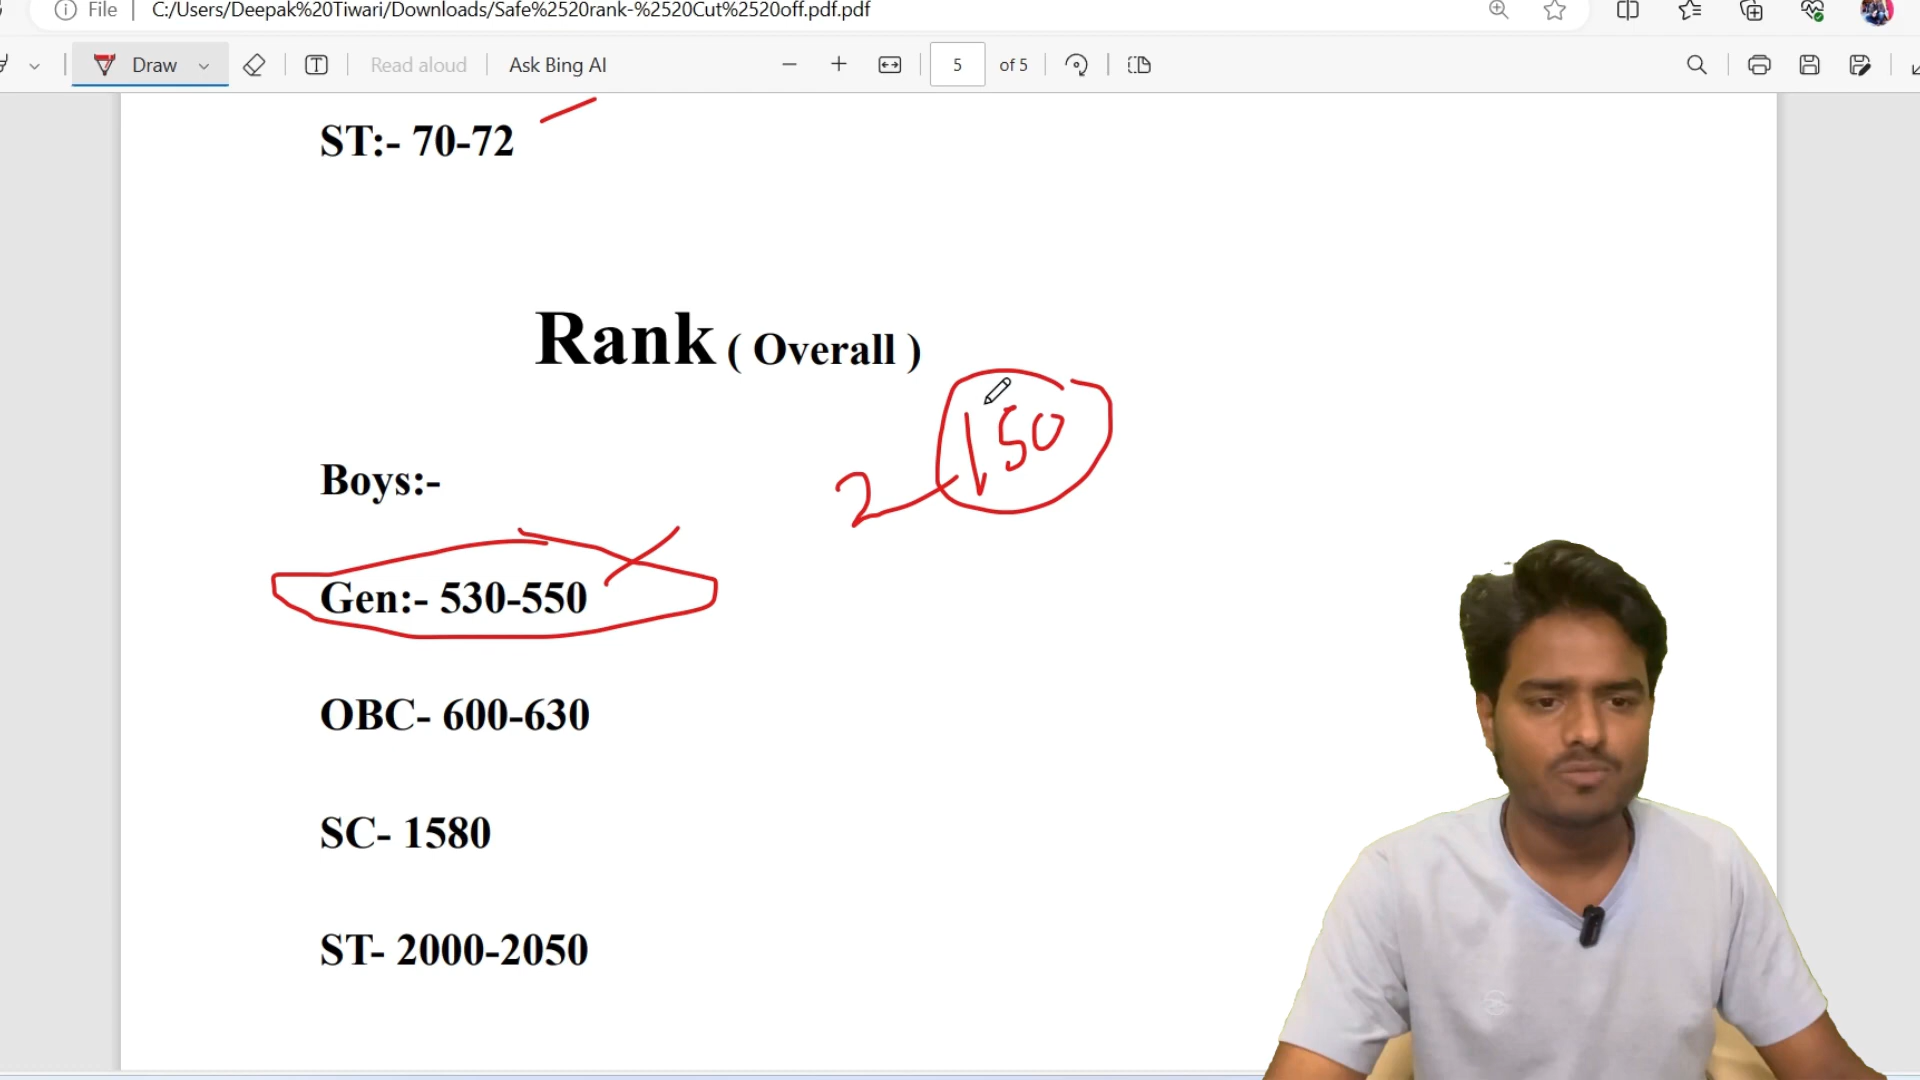 File C:/Users/Deepak%20Tiwari/Downloads/Safe%2520rank-%2520Cut%2520off.pdf.pdf
Draw T Read aloud Ask Bing AI 5 of 5
ST:- 70-72
Rank ( Overall )
150
2
Boys:-
Gen:- 530-550
OBC- 600-630
SC- 1580
ST- 2000-2050